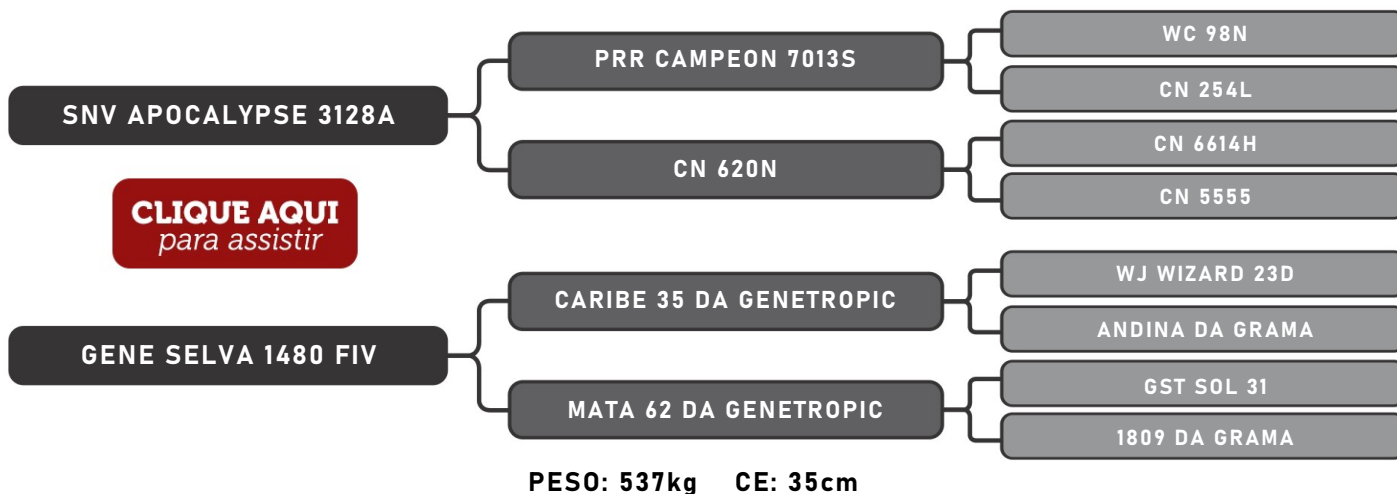 SNV APOCALYPSE 3128A
PRR CAMPEON 7013S
WC 98N
CN 254L
CN 620N
CN 6614H
CN 5555
CLIQUE AQUI
para assistir
GENE SELVA 1480 FIV
CARIBE 35 DA GENETROPIC
WJ WIZARD 23D
ANDINA DA GRAMA
MATA 62 DA GENETROPIC
GST SOL 31
1809 DA GRAMA
PESO: 537kg CE: 35cm